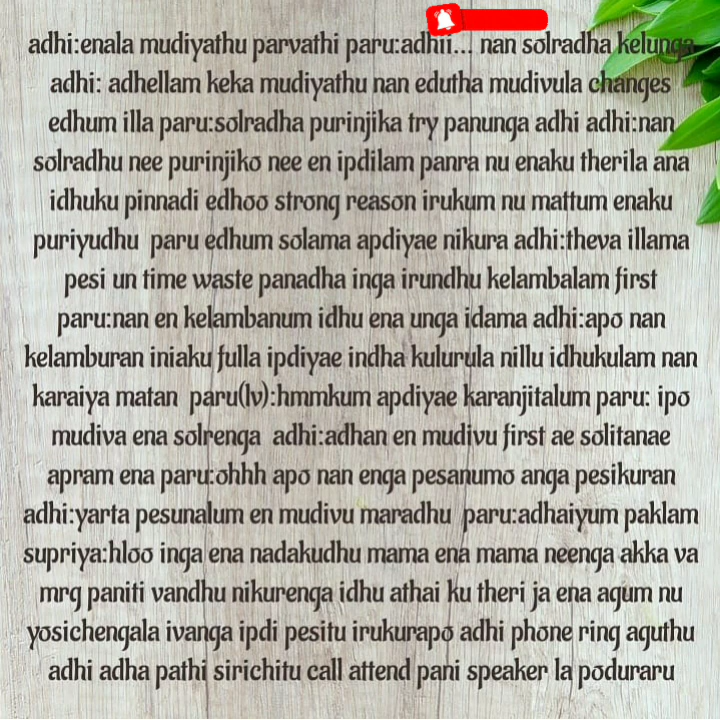 adhi:enala mudiyathu parvathi paru:adhii... nan solradha kelunga
adhi: adhellam keka mudiyathu nan edutha mudivula changes
edhum illa paru:solradha purinjika try panunga adhi adhi:nan
solradhu nee purinjiko nee en ipdilam panra nu enaku therila ana
idhuku pinnadi edhoo strong reason irukum nu mattum enaku
puriyudhu paru edhum solama apdiyae nikura adhi:theva illama
pesi un time waste panadha inga irundhu kelambalam first
paru:nan en kelambanum idhu ena unga idama adhi:apo nan
kelamburan iniaku fulla ipdiyae indha kulurula nillu idhukulam nan
karaiya matan paru(lv):hmmkum apdiyae karanjitalum paru: ipo
mudiva ena solrenga adhi:adhan en mudivu first ae solitanae
apram ena paru:ohhh apo nan enga pesanumo anga pesikuran
adhi:yarta pesunalum en mudivu maradhu paru:adhaiyum paklam
supriya:hloo inga ena nadakudhu mama ena mama neenga akka va
mrg paniti vandhu nikurenga idhu athai ku theri ja ena agum nu
yosichengala ivanga ipdi pesitu irukurapo adhi phone ring aguthu
adhi adha pathi sirichitu call attend pani speaker la poduraru